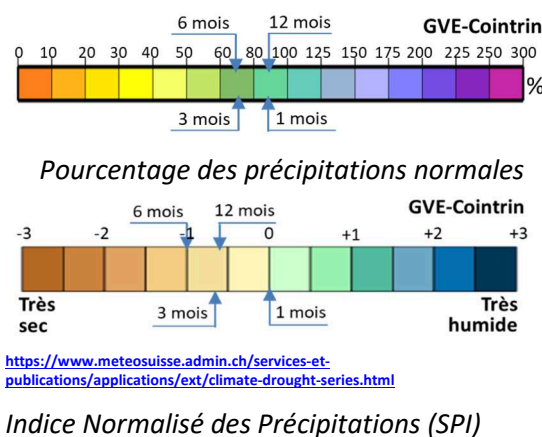 6 mois 12 mois GVE-Cointrin
0 10 20 30 40 50 60 80 100 125 150 175 200 225 250 300
%
3 mois 1 mois
Pourcentage des précipitations normales
GVE-Cointrin
6 mois 12 mois
-3 -2 -1 0 +1 +2 +3
Très sec 3 mois 1 mois Très humide
https://www.meteosuisse.admin.ch/services-et-
publications/applications/ext/climate-drought-series.html
Indice Normalisé des Précipitations (SPI)